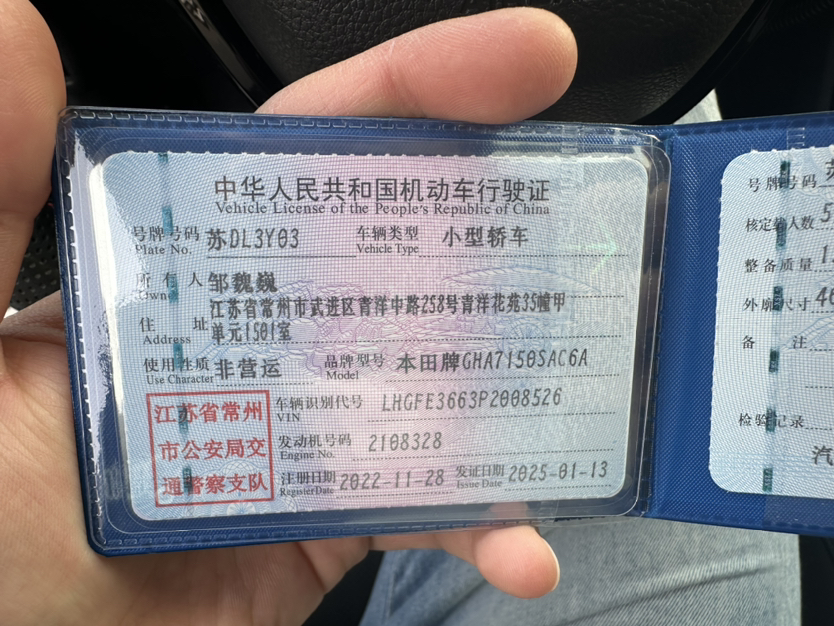 中华人民共和国机动车行驶证
Vehicle License of the People's Republic of China
号牌号码 苏DL3Y03 车辆类型 小型轿车
Plate No. Vehicle Type
所有人 邹魏巍
Owner
江苏省常州市武进区青洋中路258号青洋花苑35幢甲
住址 单元1501室
Address
使用性质 非营运 品牌型号 本田牌GHA7150SAC6A
Use Character Model
江苏省常州
市公安局交
通警察支队
车辆识别代号 LHGFE3663P2008526
VIN
发动机号码 2108328
Engine No.
注册日期 2022-11-28 发证日期 2025-01-13
Register Date Issue Date
号牌号码
核定载人数
整备质量
外廓尺寸
备注
检验记录